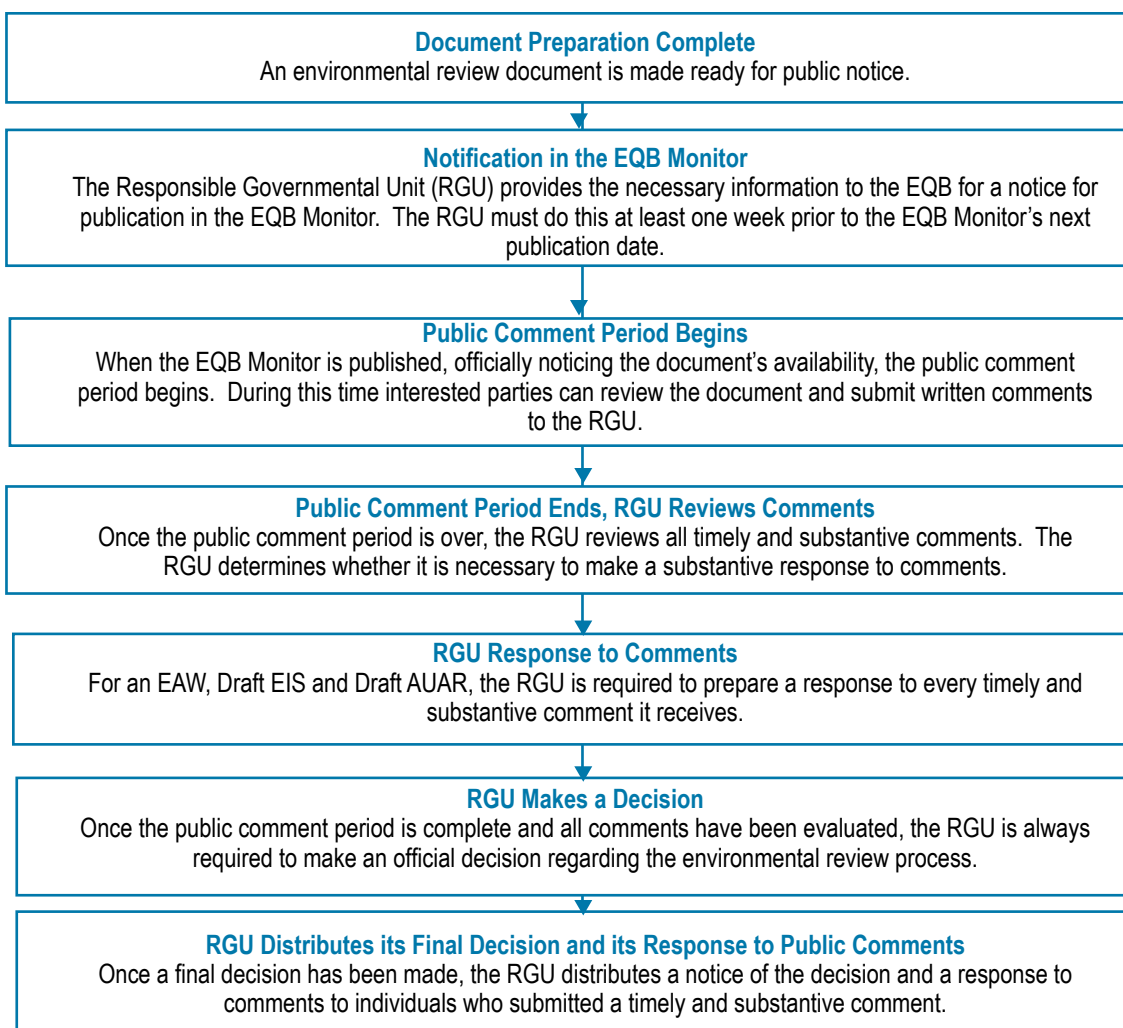 Document Preparation Complete
An environmental review document is made ready for public notice.
Notification in the EQB Monitor
The Responsible Governmental Unit (RGU) provides the necessary information to the EQB for a notice for
publication in the EQB Monitor.  The RGU must do this at least one week prior to the EQB Monitor's next
publication date.
Public Comment Period Begins
When the EQB Monitor is published, officially noticing the document's availability, the public comment
period begins.  During this time interested parties can review the document and submit written comments
to the RGU.
Public Comment Period Ends, RGU Reviews Comments
Once the public comment period is over, the RGU reviews all timely and substantive comments.  The
RGU determines whether it is necessary to make a substantive response to comments.
RGU Response to Comments
For an EAW, Draft EIS and Draft AUAR, the RGU is required to prepare a response to every timely and
substantive comment it receives.
RGU Makes a Decision
Once the public comment period is complete and all comments have been evaluated, the RGU is always
required to make an official decision regarding the environmental review process.
RGU Distributes its Final Decision and its Response to Public Comments
Once a final decision has been made, the RGU distributes a notice of the decision and a response to
comments to individuals who submitted a timely and substantive comment.